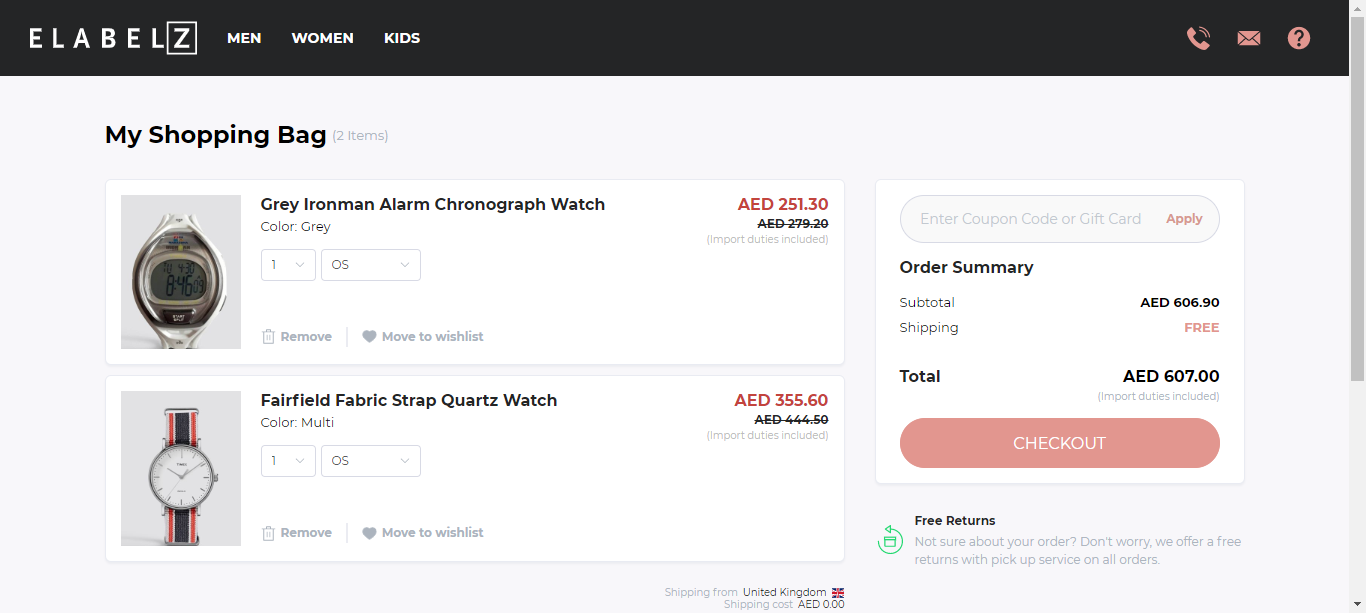 ELABELZ MEN WOMEN KIDS
My Shopping Bag (2 Items)
Grey Ironman Alarm Chronograph Watch
Color: Grey
1 OS
Remove Move to wishlist
AED 251.30
AED 279.20
(Import duties included)
Fairfield Fabric Strap Quartz Watch
Color: Multi
1 OS
Remove Move to wishlist
AED 355.60
AED 444.50
(Import duties included)
Shipping from United Kingdom
Shipping cost AED 0.00
Enter Coupon Code or Gift Card Apply
Order Summary
Subtotal AED 606.90
Shipping FREE
Total AED 607.00
(Import duties included)
CHECKOUT
Free Returns
Not sure about your order? Don't worry, we offer a free
returns with pick up service on all orders.